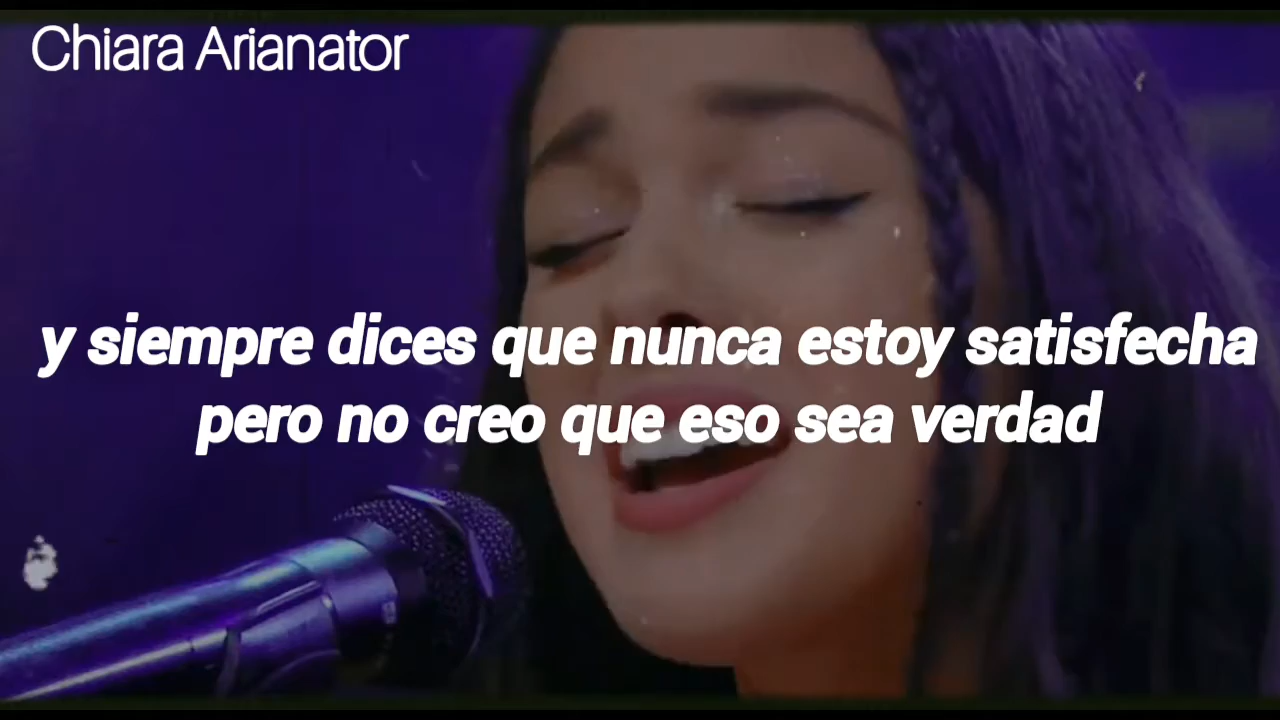 Chiara Arianator
y siempre dices que nunca estoy satisfecha
pero no creo que eso sea verdad